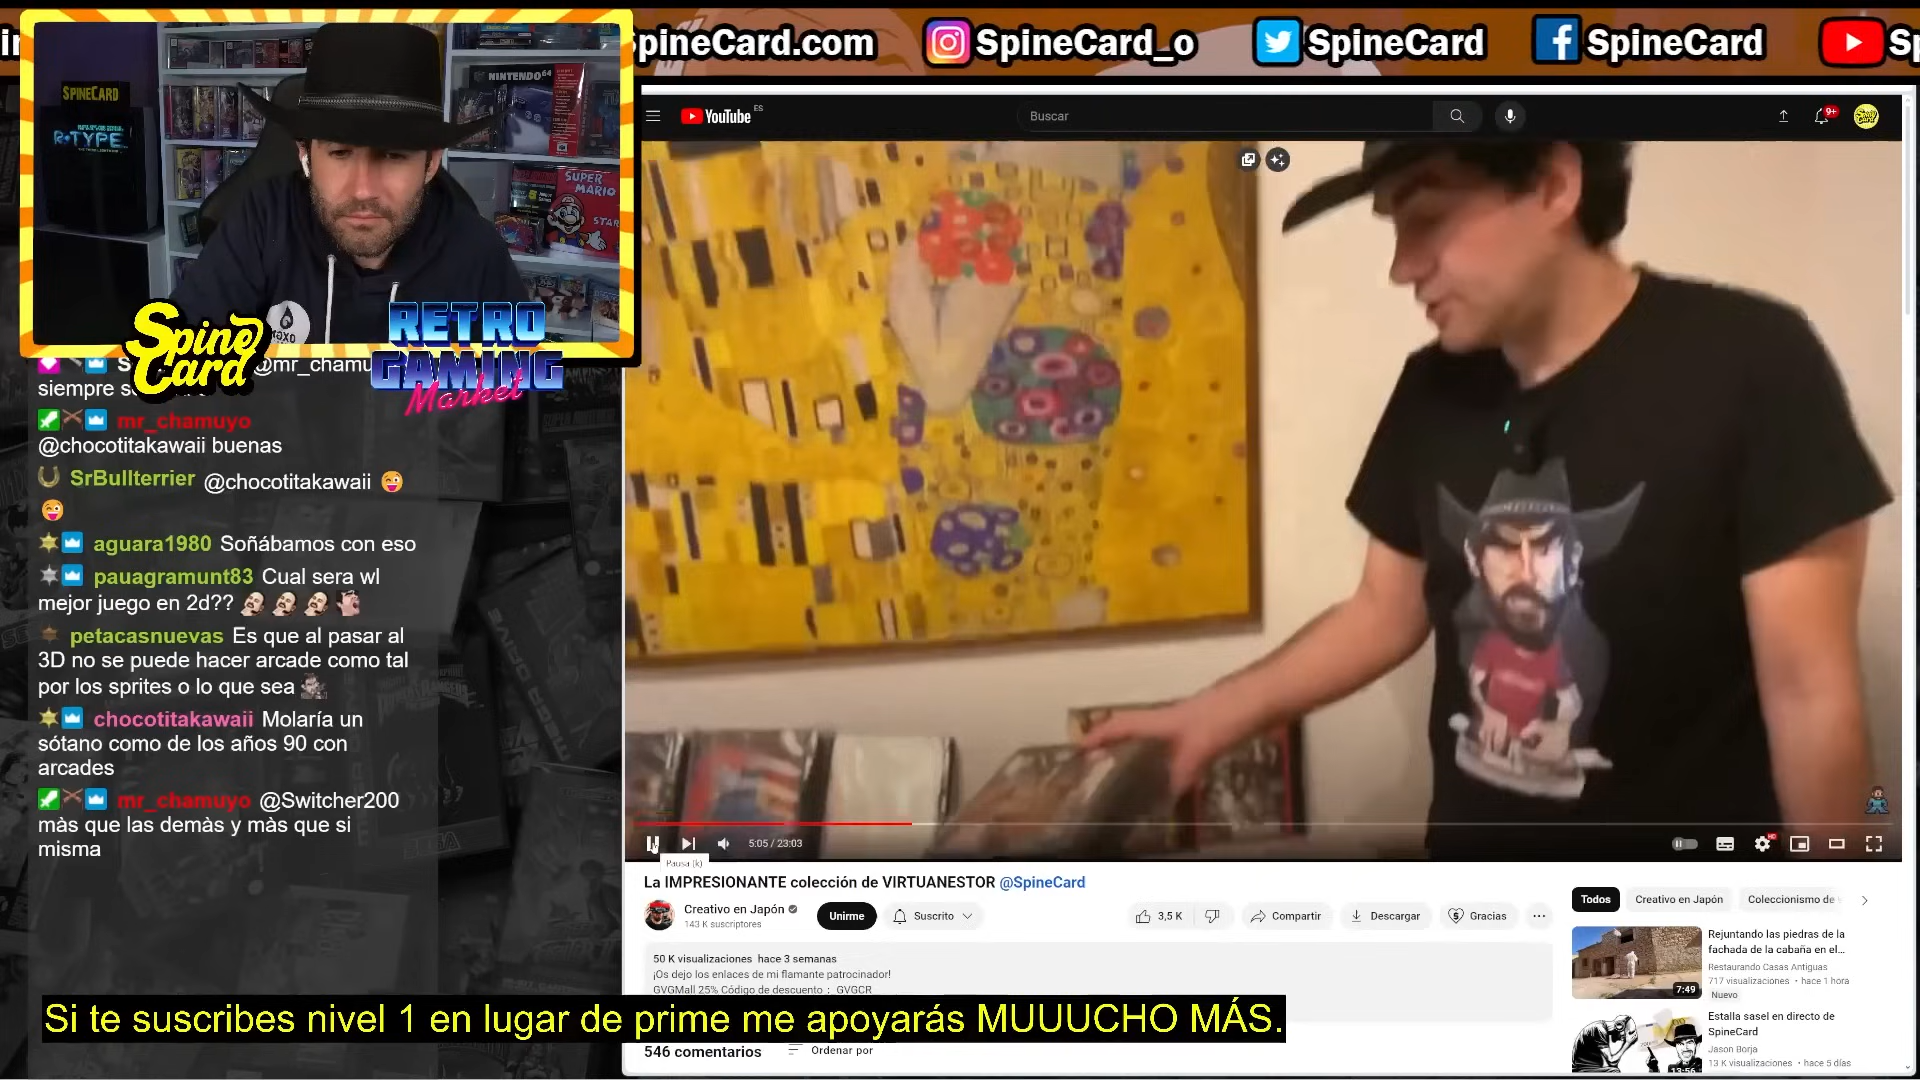 SpineCard.com
SpineCard_o
SpineCard
SpineCard
SPINECARD
R-TYPE
NINTENDO 64
SUPER
MARIO
STAR
Spine
Card
RETRO
GAMING
Market
@mr_chamu
siempre s
mr_chamuyo
@chocotitakawaii buenas
SrBullterrier @chocotitakawaii
aguara1980 Soñábamos con eso
pauagramunt83 Cual sera wl
mejor juego en 2d??
petacasnuevas Es que al pasar al
3D no se puede hacer arcade como tal
por los sprites o lo que sea
chocotitakawaii Molaría un
sótano como de los años 90 con
arcades
mr_chamuyo @Switcher200
màs que las demàs y màs que si
misma
YouTube ES
Buscar
9+
5:05 / 23:03
Pausa (k)
HD
La IMPRESIONANTE colección de VIRTUANESTOR @SpineCard
Creativo en Japón
143 K suscriptores
Unirme
Suscrito
3,5 K
Compartir
Descargar
Gracias
50 K visualizaciones hace 3 semanas
¡Os dejo los enlaces de mi flamante patrocinador!
GVGMall 25% Código de descuento : GVGCR
Si te suscribes nivel 1 en lugar de prime me apoyarás MUUUCHO MÁS.
546 comentarios
Ordenar por
Todos
Creativo en Japón
Coleccionismo de
Rejuntando las piedras de la
fachada de la cabaña en el...
Restaurando Casas Antiguas
717 visualizaciones • hace 1 hora
Nuevo
7:49
Estalla sasel en directo de
SpineCard
Jason Borja
13 K visualizaciones • hace 5 días
13:56